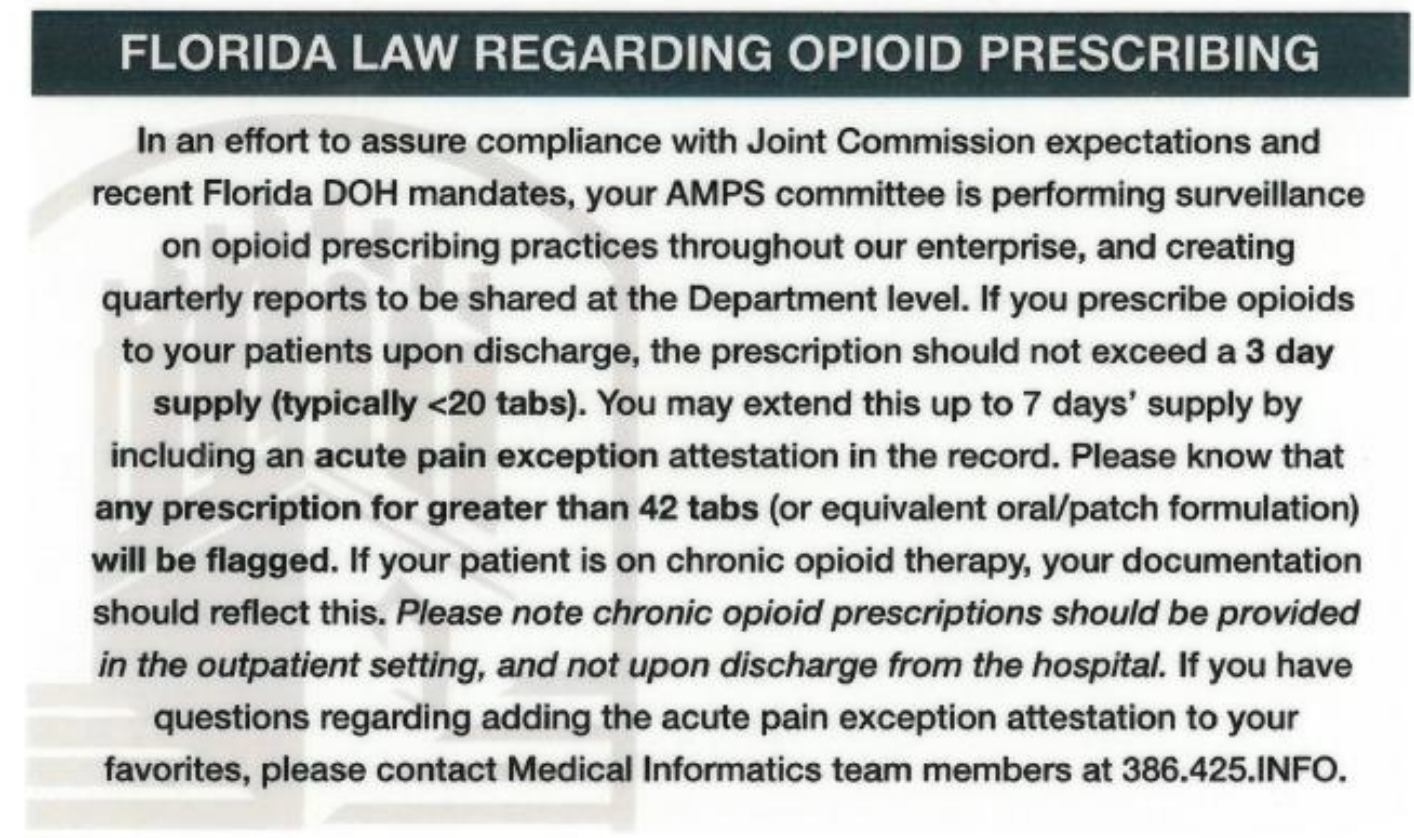 FLORIDA LAW REGARDING OPIOID PRESCRIBING
In an effort to assure compliance with Joint Commission expectations and
recent Florida DOH mandates, your AMPS committee is performing surveillance
on opioid prescribing practices throughout our enterprise, and creating
quarterly reports to be shared at the Department level. If you prescribe opioids
to your patients upon discharge, the prescription should not exceed a 3 day
supply (typically <20 tabs). You may extend this up to 7 days’ supply by
including an acute pain exception attestation in the record. Please know that
any prescription for greater than 42 tabs (or equivalent oral/patch formulation)
will be flagged. If your patient is on chronic opioid therapy, your documentation
should reflect this. Please note chronic opioid prescriptions should be provided
in the outpatient setting, and not upon discharge from the hospital. If you have
questions regarding adding the acute pain exception attestation to your
favorites, please contact Medical Informatics team members at 386.425.INFO.